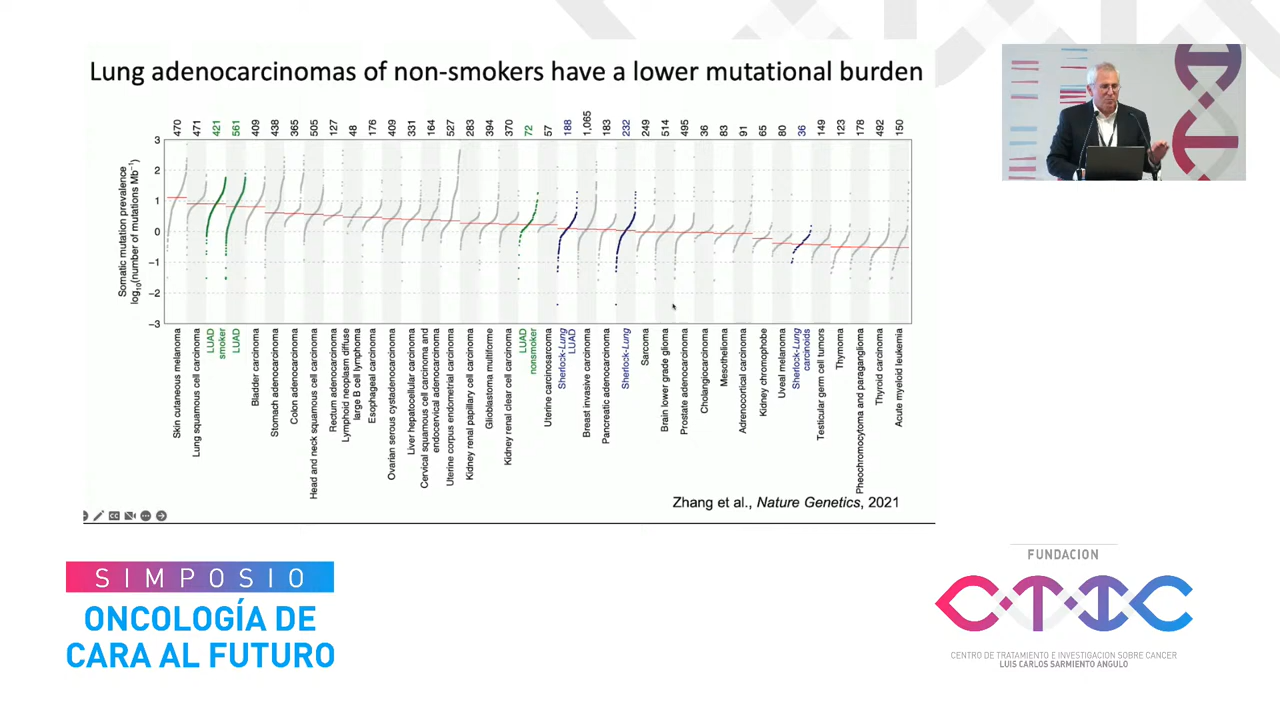 Lung adenocarcinomas of non-smokers have a lower mutational burden
470
471
421
561
409
438
365
505
137
48
176
409
331
164
527
283
394
370
72
57
188
1,065
183
232
249
514
495
36
83
91
65
80
36
149
123
178
492
150
Somatic mutation prevalence
log10(number of mutations Mb−1)
3
2
1
0
−1
−2
−3
Skin cutaneous melanoma
Lung squamous cell carcinoma
LUAD
smoker
LUAD
Bladder carcinoma
Stomach adenocarcinoma
Colon adenocarcinoma
Head and neck squamous cell carcinoma
Rectum adenocarcinoma
Lymphoid neoplasm diffuse
large B cell lymphoma
Esophageal carcinoma
Ovarian serous cystadenocarcinoma
Liver hepatocellular carcinoma
Cervical squamous cell carcinoma and
endocervical adenocarcinoma
Uterine corpus endometrial carcinoma
Kidney renal papillary cell carcinoma
Glioblastoma multiforme
Kidney renal clear cell carcinoma
LUAD
nonsmoker
Uterine carcinosarcoma
Sherlock-Lung
LUAD
Breast invasive carcinoma
Pancreatic adenocarcinoma
Sherlock-Lung
Sarcoma
Brain lower grade glioma
Prostate adenocarcinoma
Cholangiocarcinoma
Mesothelioma
Adrenocortical carcinoma
Kidney chromophobe
Uveal melanoma
Sherlock-Lung
carcinoids
Testicular germ cell tumors
Thymoma
Pheochromocytoma and paraganglioma
Thyroid carcinoma
Acute myeloid leukemia
Zhang et al., Nature Genetics, 2021
SIMPOSIO
ONCOLOGÍA DE
CARA AL FUTURO
FUNDACION
CTIC
CENTRO DE TRATAMIENTO E INVESTIGACION SOBRE CANCER
LUIS CARLOS SARMIENTO ANGULO